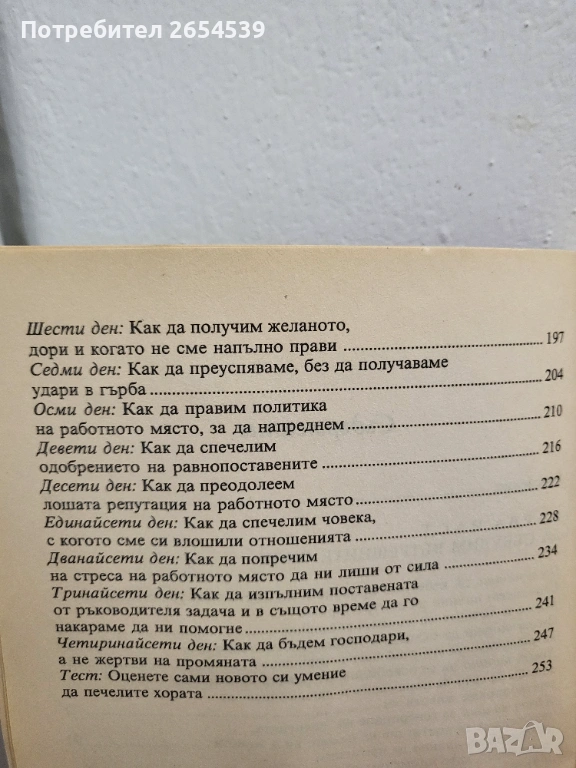 Потребител 2654539
Шести ден: Как да получим желаното,
дори и когато не сме напълно прави ........ 197
Седми ден: Как да преуспяваме, без да получаваме
удари в гърба ........ 204
Осми ден: Как да правим политика
на работното място, за да напреднем ........ 210
Девети ден: Как да спечелим
одобрението на равнопоставените ........ 216
Десети ден: Как да преодолеем
лошата репутация на работното място ........ 222
Единайсети ден: Как да спечелим човека,
с когото сме си влошили отношенията ........ 228
Дванайсети ден: Как да попречим
на стреса на работното място да ни лиши от сила ........ 234
Тринайсети ден: Как да изпълним поставената
от ръководителя задача и в същото време да го
накараме да ни помогне ........ 241
Четиринайсети ден: Как да бъдем господари,
а не жертви на промяната ........ 247
Тест: Оценете сами новото си умение
да печелите хората ........ 253
BAZAR